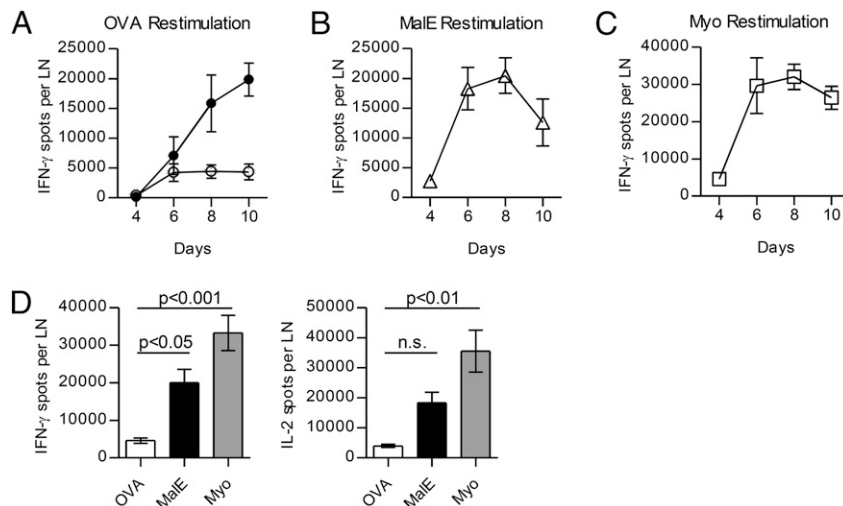 A
OVA Restimulation
IFN-γ spots per LN
25000
20000
15000
10000
5000
0
4
6
8
10
Days
B
MalE Restimulation
IFN-γ spots per LN
25000
20000
15000
10000
5000
0
4
6
8
10
Days
C
Myo Restimulation
IFN-γ spots per LN
40000
30000
20000
10000
0
4
6
8
10
Days
D
IFN-γ spots per LN
40000
30000
20000
10000
0
p<0.001
p<0.05
OVA
MalE
Myo
IL-2 spots per LN
50000
40000
30000
20000
10000
0
p<0.01
n.s.
OVA
MalE
Myo